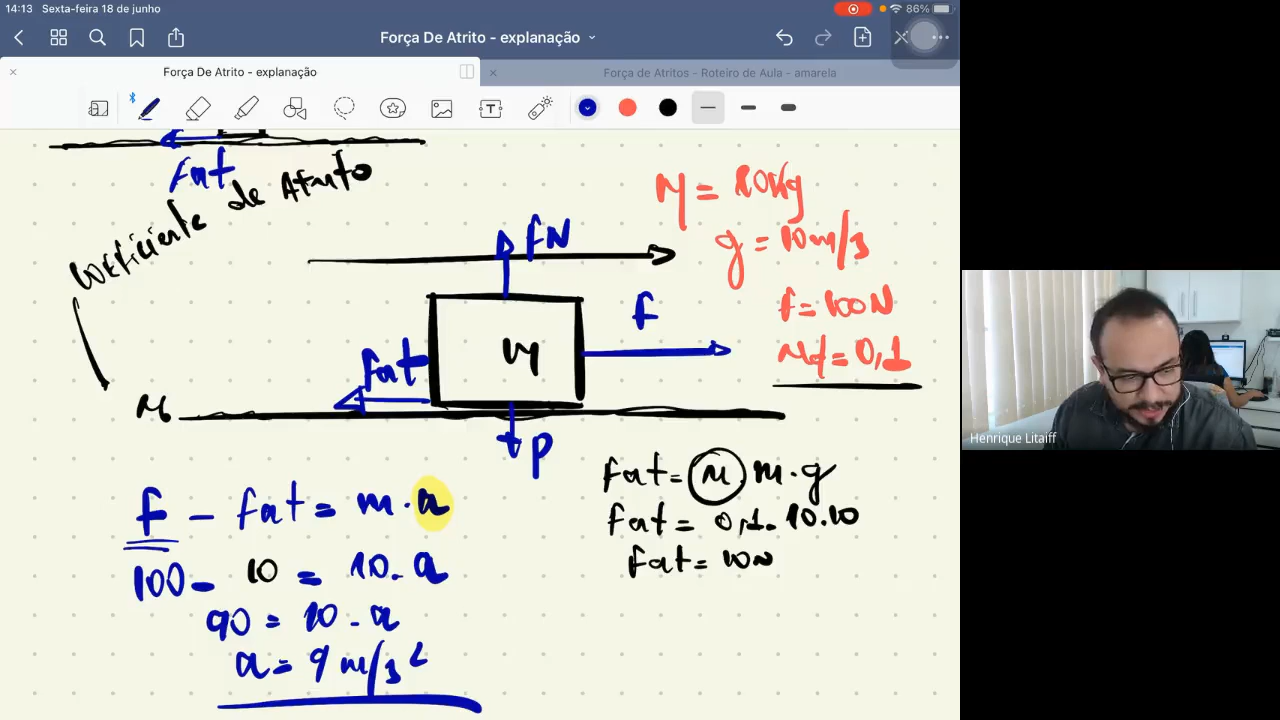 14:13 Sexta-feira 18 de junho
86%
Força De Atrito - explanação
Força De Atrito - explanação
Força de Atritos - Roteiro de Aula - amarela
T
Fat
Coeficiente de Atrito
M = 10Kg
g = 10m/s
f = 100N
μd = 0,1
fN
f
M
fat
μ
P
f - fat = m . a
100 - 10 = 10 . a
90 = 10 . a
a = 9 m/s²
fat = μ m . g
fat = 0,1 . 10 . 10
fat = 10N
Henrique Litaiff